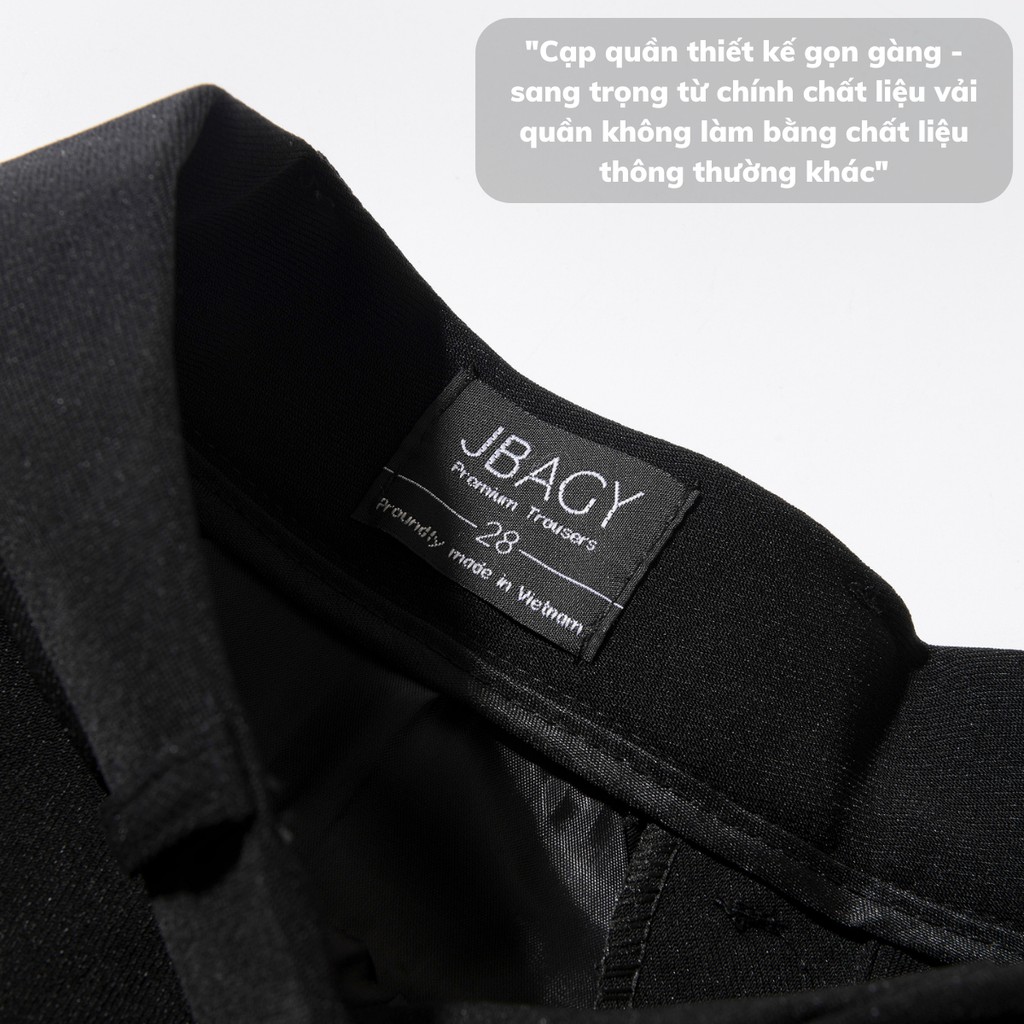 "Cạp quần thiết kế gọn gàng -
sang trọng từ chính chất liệu vải
quần không làm bằng chất liệu
thông thường khác"
JBAGY
Premium Trousers
28
Proundly made in Vietnam